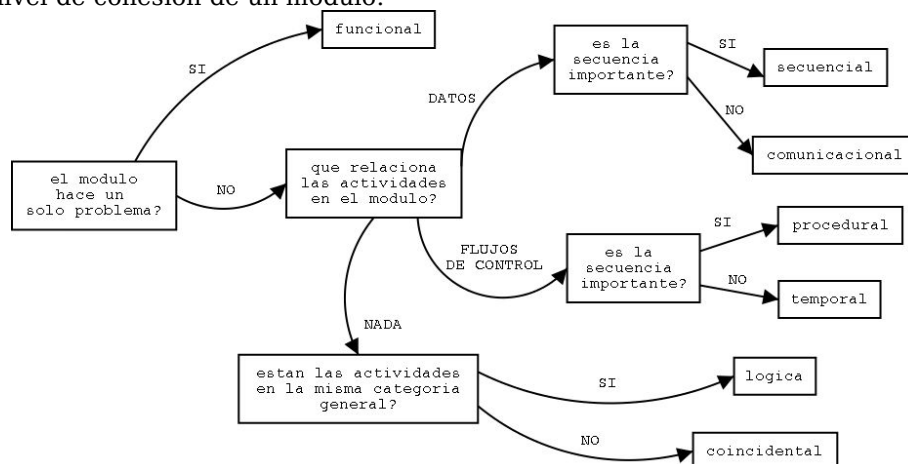 nivel de cohesión de un módulo.
funcional
SI
es la
secuencia
importante?
SI
secuencial
DATOS
NO
comunicacional
el modulo
hace un
solo problema?
NO
que relaciona
las actividades
en el modulo?
FLUJOS
DE CONTROL
es la
secuencia
importante?
SI
procedural
NO
temporal
NADA
estan las actividades
en la misma categoria
general?
SI
logica
NO
coincidental